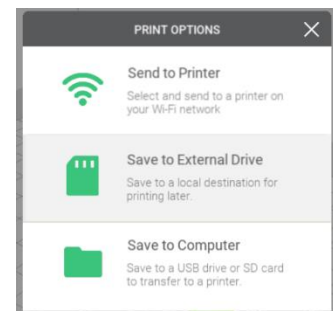 PRINT OPTIONS
Send to Printer
Select and send to a printer on
your Wi-Fi network
Save to External Drive
Save to a local destination for
printing later.
Save to Computer
Save to a USB drive or SD card
to transfer to a printer.